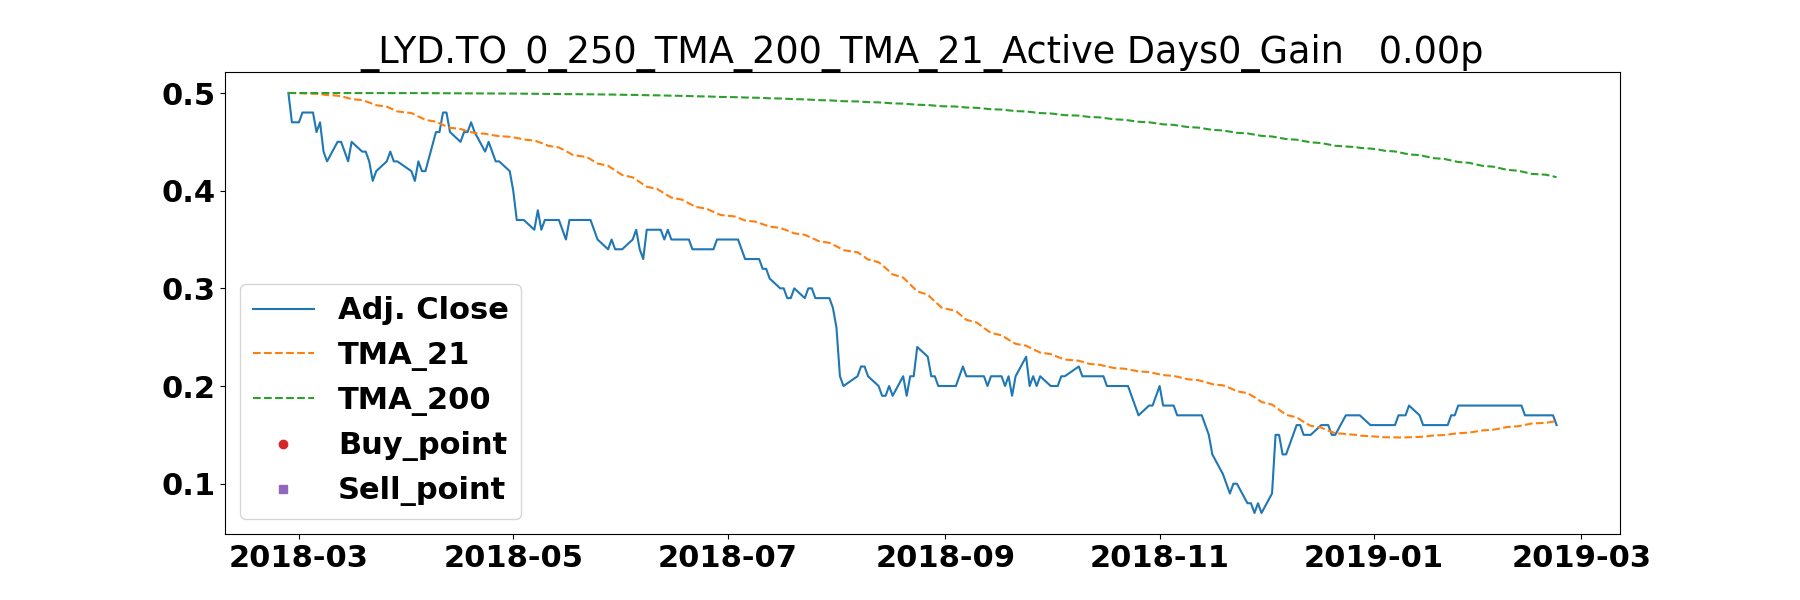 _LYD.TO_0_250_TMA_200_TMA_21_Active Days0_Gain   0.00p
0.5
0.4
0.3
0.2
0.1
Adj. Close
TMA_21
TMA_200
Buy_point
Sell_point
2018-03 2018-05 2018-07 2018-09 2018-11 2019-01 2019-03